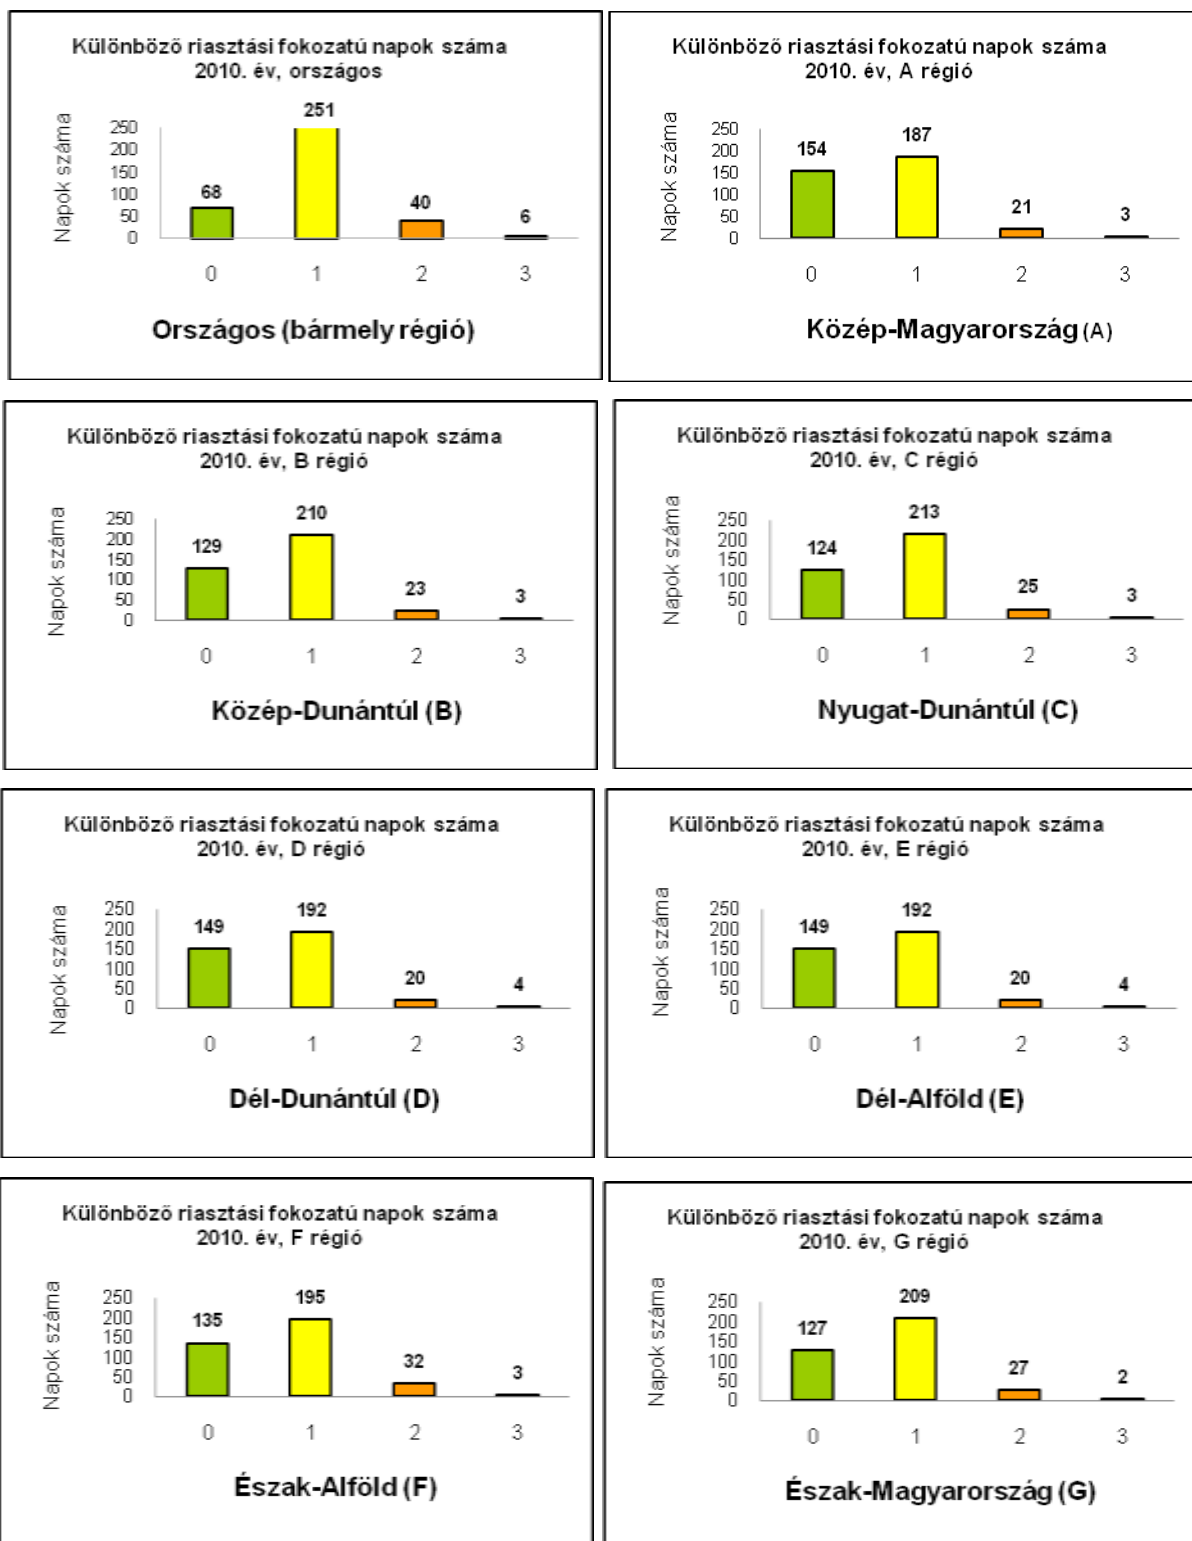 Különböző riasztási fokozatú napok száma
2010. év, országos
Napok száma
250
200
150
100
50
0
68
251
40
6
0 1 2 3
Országos (bármely régió)
Különböző riasztási fokozatú napok száma
2010. év, A régió
Napok száma
250
200
150
100
50
0
154
187
21
3
0 1 2 3
Közép-Magyarország (A)
Különböző riasztási fokozatú napok száma
2010. év, B régió
Napok száma
250
200
150
100
50
0
129
210
23
3
0 1 2 3
Közép-Dunántúl (B)
Különböző riasztási fokozatú napok száma
2010. év, C régió
Napok száma
250
200
150
100
50
0
124
213
25
3
0 1 2 3
Nyugat-Dunántúl (C)
Különböző riasztási fokozatú napok száma
2010. év, D régió
Napok száma
250
200
150
100
50
0
149
192
20
4
0 1 2 3
Dél-Dunántúl (D)
Különböző riasztási fokozatú napok száma
2010. év, E régió
Napok száma
250
200
150
100
50
0
149
192
20
4
0 1 2 3
Dél-Alföld (E)
Különböző riasztási fokozatú napok száma
2010. év, F régió
Napok száma
250
200
150
100
50
0
135
195
32
3
0 1 2 3
Észak-Alföld (F)
Különböző riasztási fokozatú napok száma
2010. év, G régió
Napok száma
250
200
150
100
50
0
127
209
27
2
0 1 2 3
Észak-Magyarország (G)